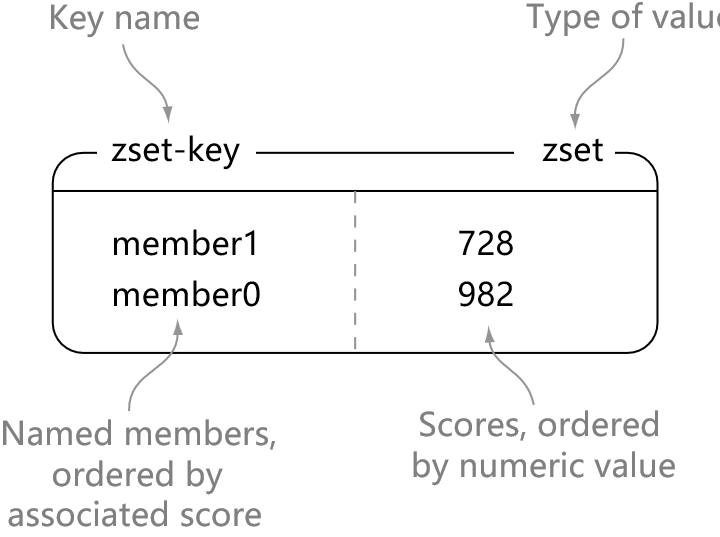 Key name
Type of valu
zset-key
zset
member1
728
member0
982
Named members,
ordered by
associated score
Scores, ordered
by numeric value